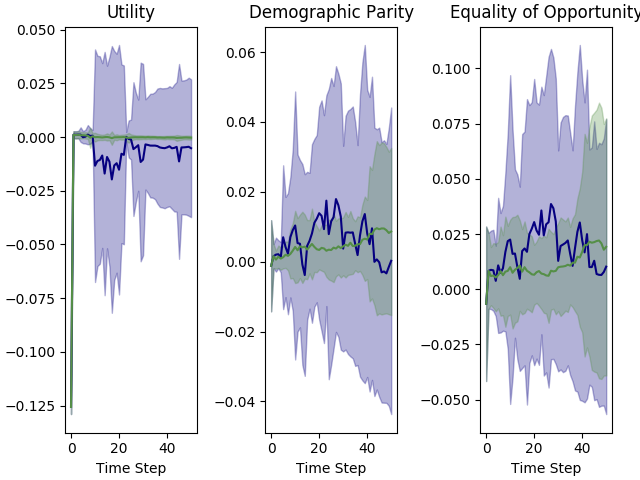 Utility
0.050
0.025
0.000
−0.025
−0.050
−0.075
−0.100
−0.125
0 20 40
Time Step
Demographic Parity
0.06
0.04
0.02
0.00
−0.02
−0.04
0 20 40
Time Step
Equality of Opportunity
0.100
0.075
0.050
0.025
0.000
−0.025
−0.050
0 20 40
Time Step